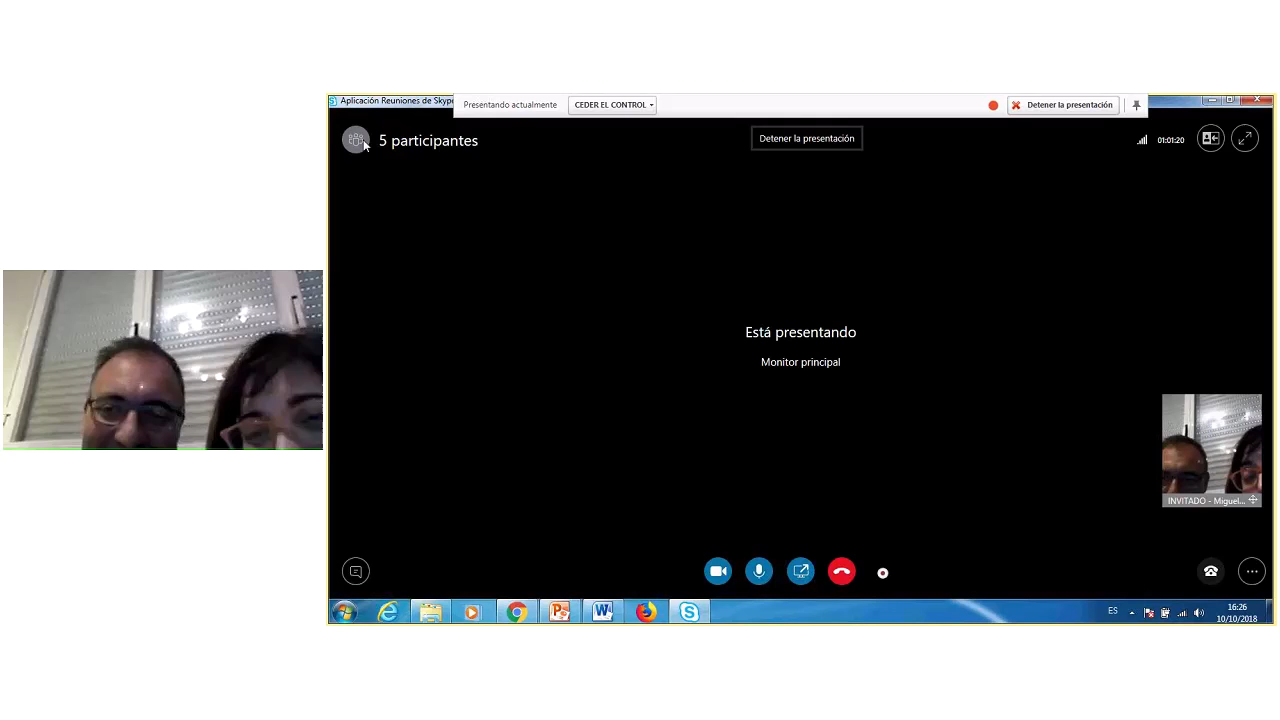 Aplicación Reuniones de Skype
Presentando actualmente
CEDER EL CONTROL
Detener la presentación
5 participantes
Detener la presentación
01:01:20
Está presentando
Monitor principal
INVITADO - Miguel...
ES
16:26
10/10/2018